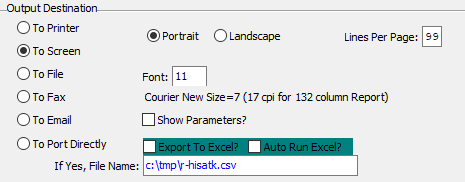 Output Destination
To Printer
Portrait Landscape Lines Per Page: 99
To Screen
To File Font: 11
To Fax Courier New Size=7 (17 cpi for 132 column Report)
To Email Show Parameters?
To Port Directly Export To Excel? Auto Run Excel?
If Yes, File Name: c:\tmp\r-hisatk.csv